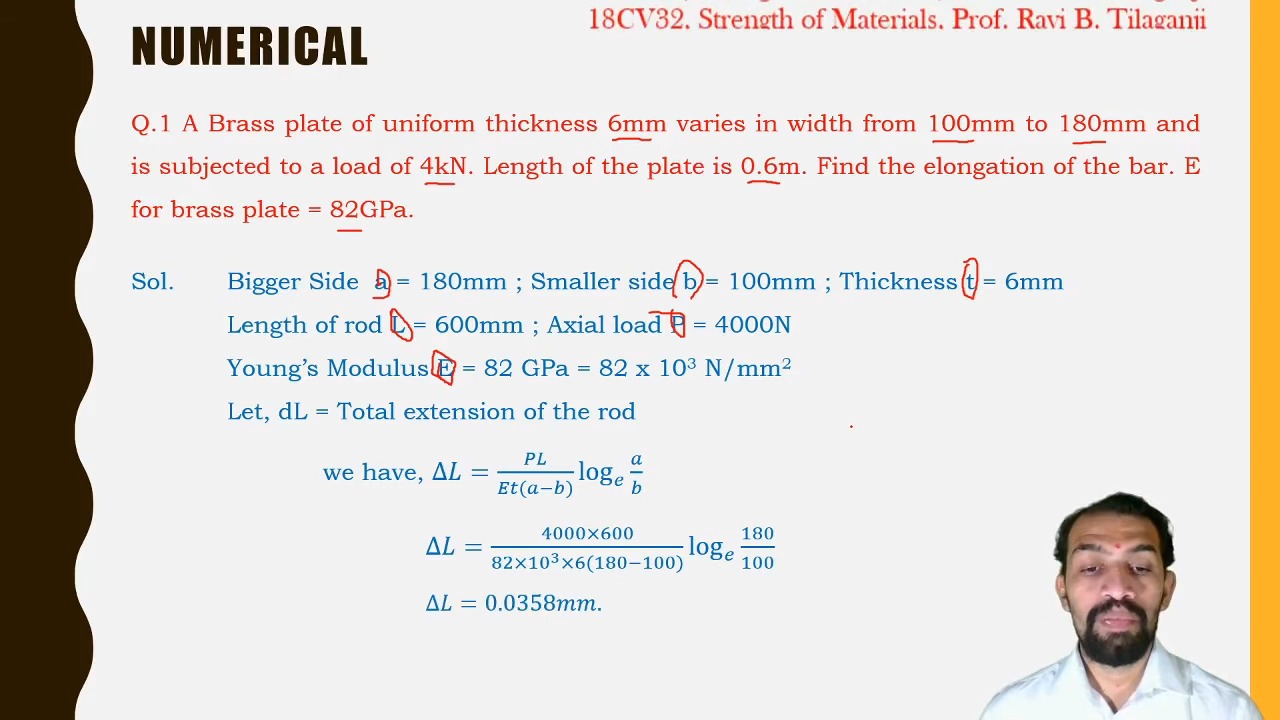 18CV32, Strength of Materials, Prof. Ravi B. Tilaganji
NUMERICAL
Q.1 A Brass plate of uniform thickness 6mm varies in width from 100mm to 180mm and
is subjected to a load of 4kN. Length of the plate is 0.6m. Find the elongation of the bar. E
for brass plate = 82GPa.
Sol. Bigger Side a = 180mm ; Smaller side b = 100mm ; Thickness t = 6mm
Length of rod L = 600mm ; Axial load P = 4000N
Young's Modulus E = 82 GPa = 82 x 10³ N/mm²
Let, dL = Total extension of the rod
we have, ΔL = PL / Et(a−b) logₑ a/b
ΔL = 4000×600 / 82×10³×6(180−100) logₑ 180/100
ΔL = 0.0358mm.